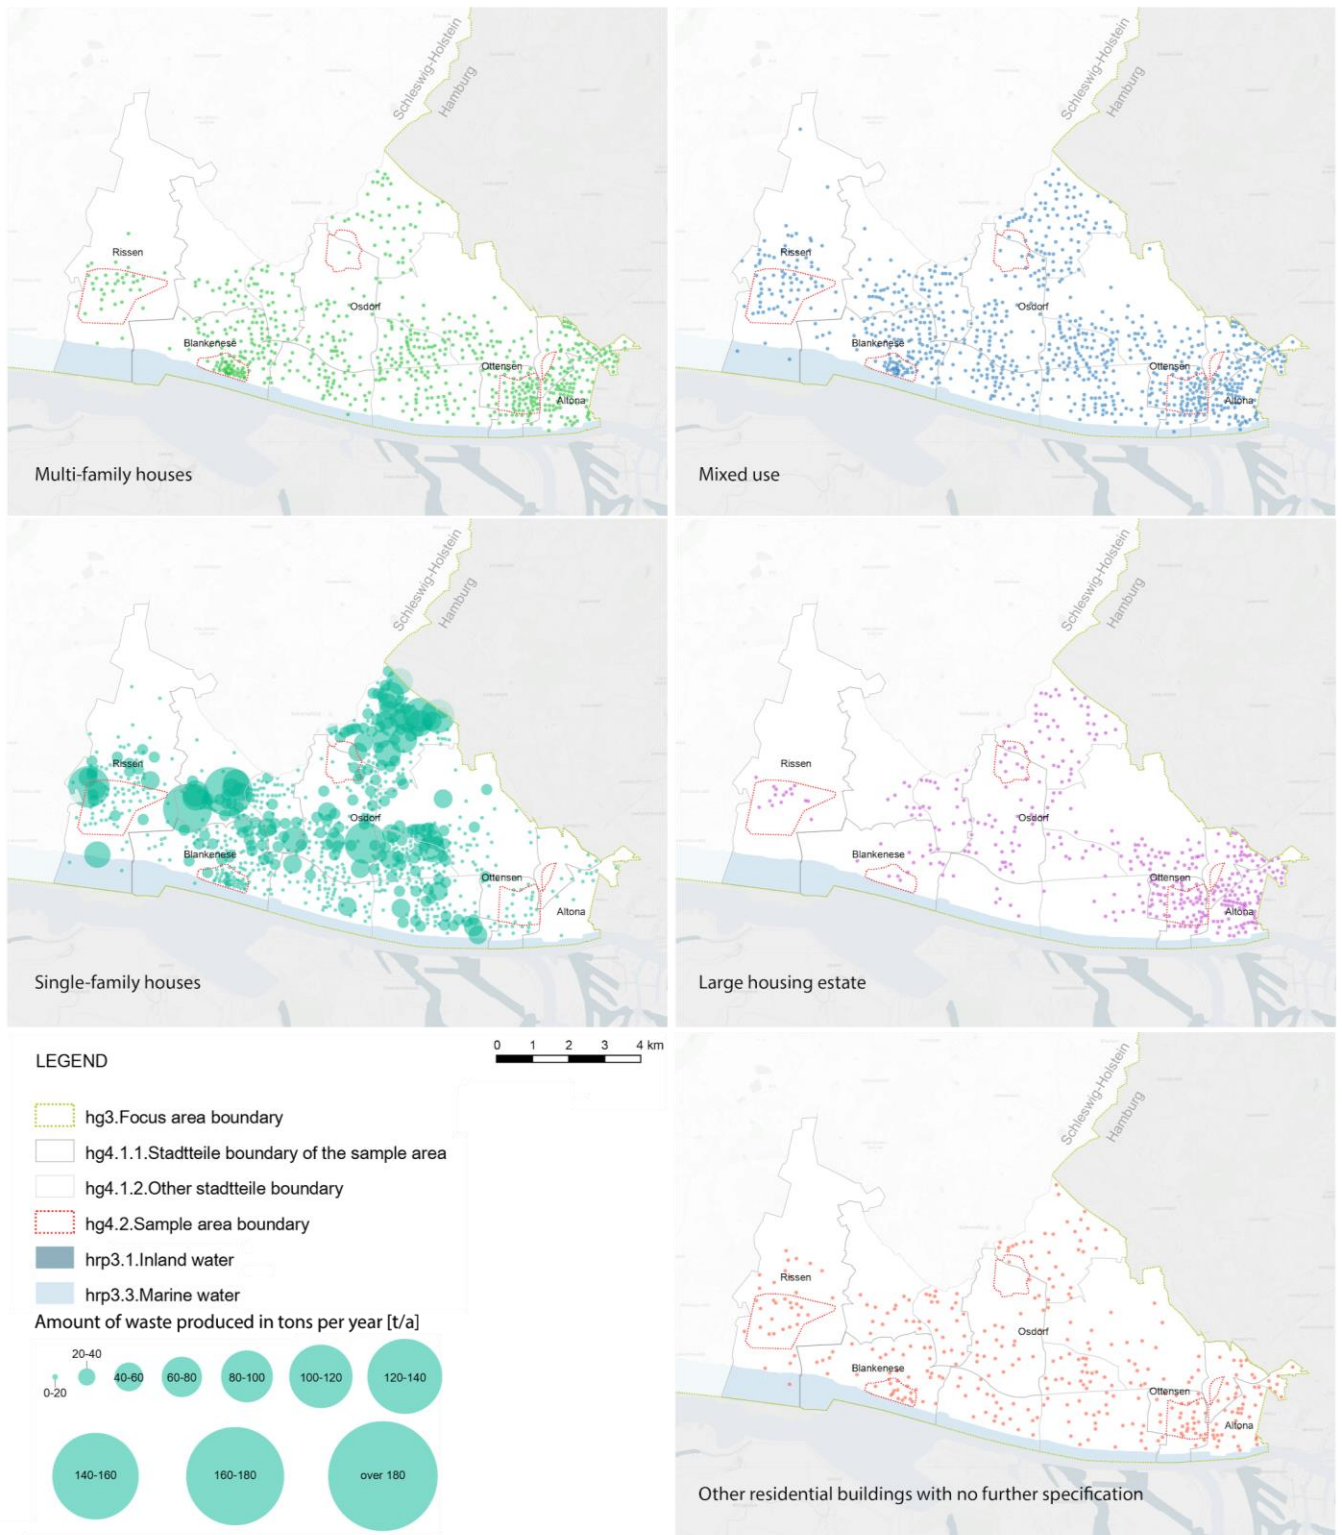 Schleswig-Holstein
Hamburg
Rissen
Osdorf
Blankenese
Ottensen
Altona
Multi-family houses
Schleswig-Holstein
Hamburg
Rissen
Osdorf
Blankenese
Ottensen
Altona
Mixed use
Schleswig-Holstein
Hamburg
Rissen
Osdorf
Blankenese
Ottensen
Altona
Single-family houses
Schleswig-Holstein
Hamburg
Rissen
Osdorf
Blankenese
Ottensen
Altona
Large housing estate
LEGEND
0 1 2 3 4 km
hg3.Focus area boundary
hg4.1.1.Stadtteile boundary of the sample area
hg4.1.2.Other stadtteile boundary
hg4.2.Sample area boundary
hrp3.1.Inland water
hrp3.3.Marine water
Amount of waste produced in tons per year [t/a]
0-20
20-40
40-60
60-80
80-100
100-120
120-140
140-160
160-180
over 180
Schleswig-Holstein
Hamburg
Rissen
Osdorf
Blankenese
Ottensen
Altona
Other residential buildings with no further specification